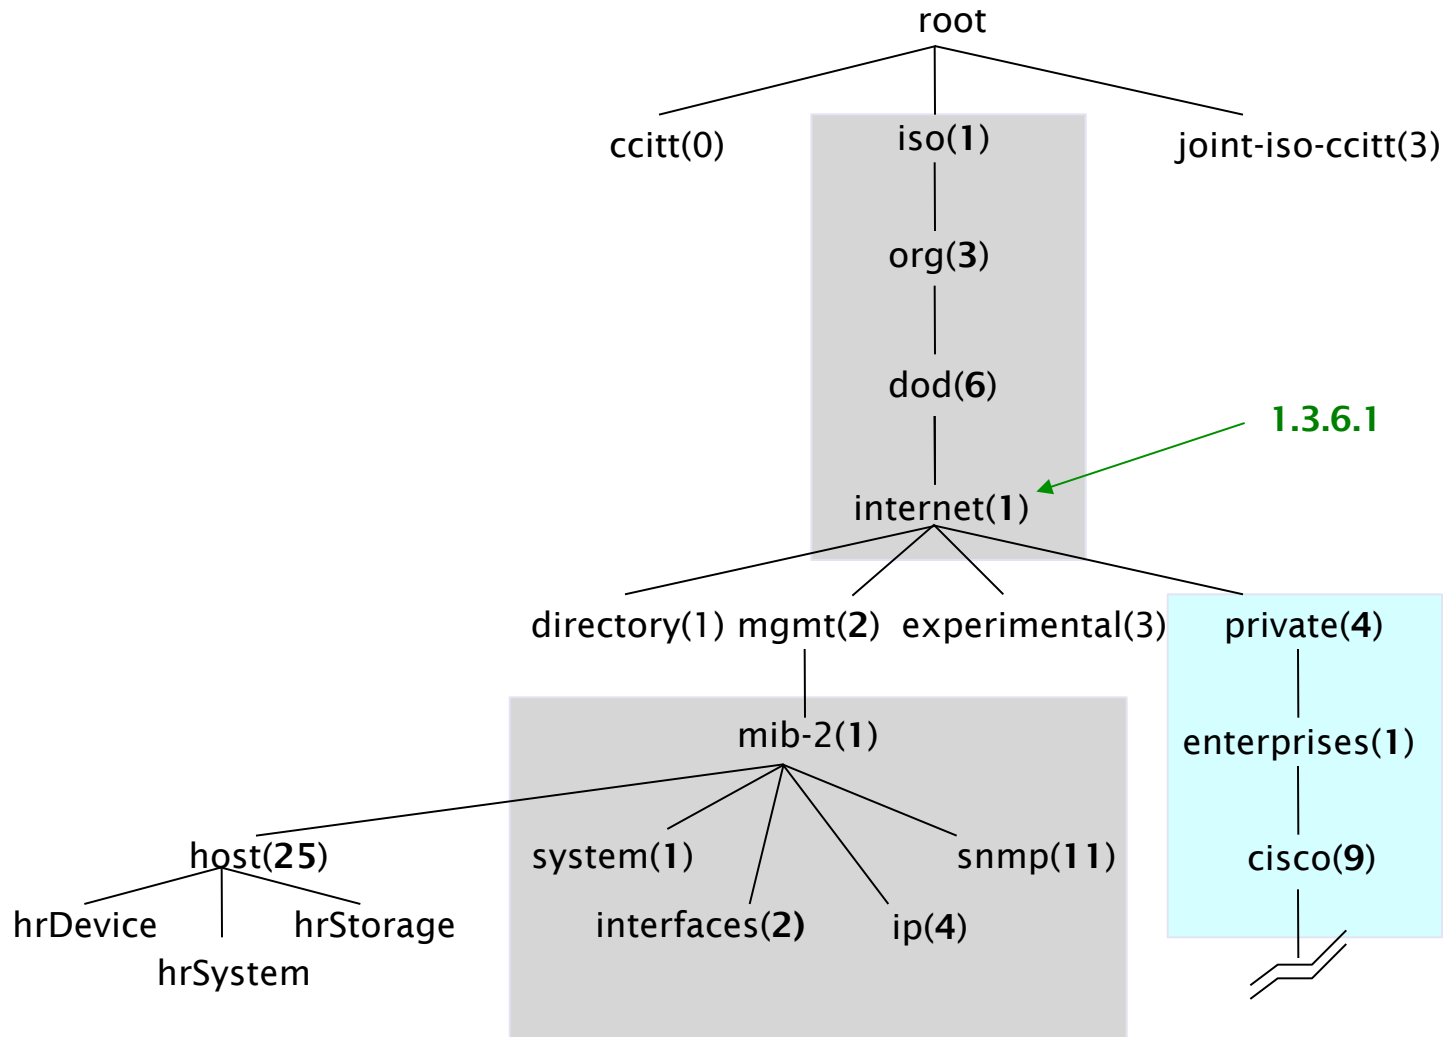 root
ccitt(0)
iso(1)
joint-iso-ccitt(3)
org(3)
dod(6)
1.3.6.1
internet(1)
directory(1)
mgmt(2)
experimental(3)
private(4)
mib-2(1)
enterprises(1)
host(25)
system(1)
snmp(11)
cisco(9)
hrDevice
hrStorage
interfaces(2)
ip(4)
hrSystem